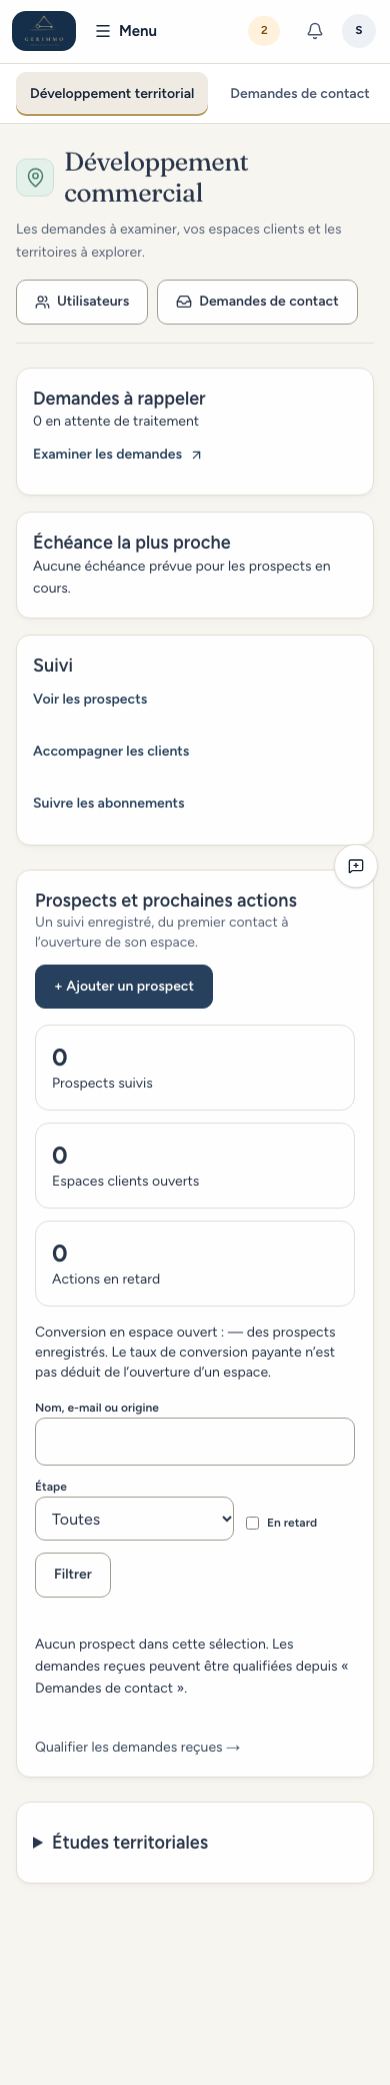 GERIMMO
Menu
2
S
Développement territorial
Demandes de contact
Développement
commercial
Les demandes à examiner, vos espaces clients et les
territoires à explorer.
Utilisateurs
Demandes de contact
Demandes à rappeler
0 en attente de traitement
Examiner les demandes
Échéance la plus proche
Aucune échéance prévue pour les prospects en
cours.
Suivi
Voir les prospects
Accompagner les clients
Suivre les abonnements
Prospects et prochaines actions
Un suivi enregistré, du premier contact à
l’ouverture de son espace.
+ Ajouter un prospect
0
Prospects suivis
0
Espaces clients ouverts
0
Actions en retard
Conversion en espace ouvert : — des prospects
enregistrés. Le taux de conversion payante n’est
pas déduit de l’ouverture d’un espace.
Nom, e-mail ou origine
Étape
Toutes
En retard
Filtrer
Aucun prospect dans cette sélection. Les
demandes reçues peuvent être qualifiées depuis «
Demandes de contact ».
Qualifier les demandes reçues →
Études territoriales